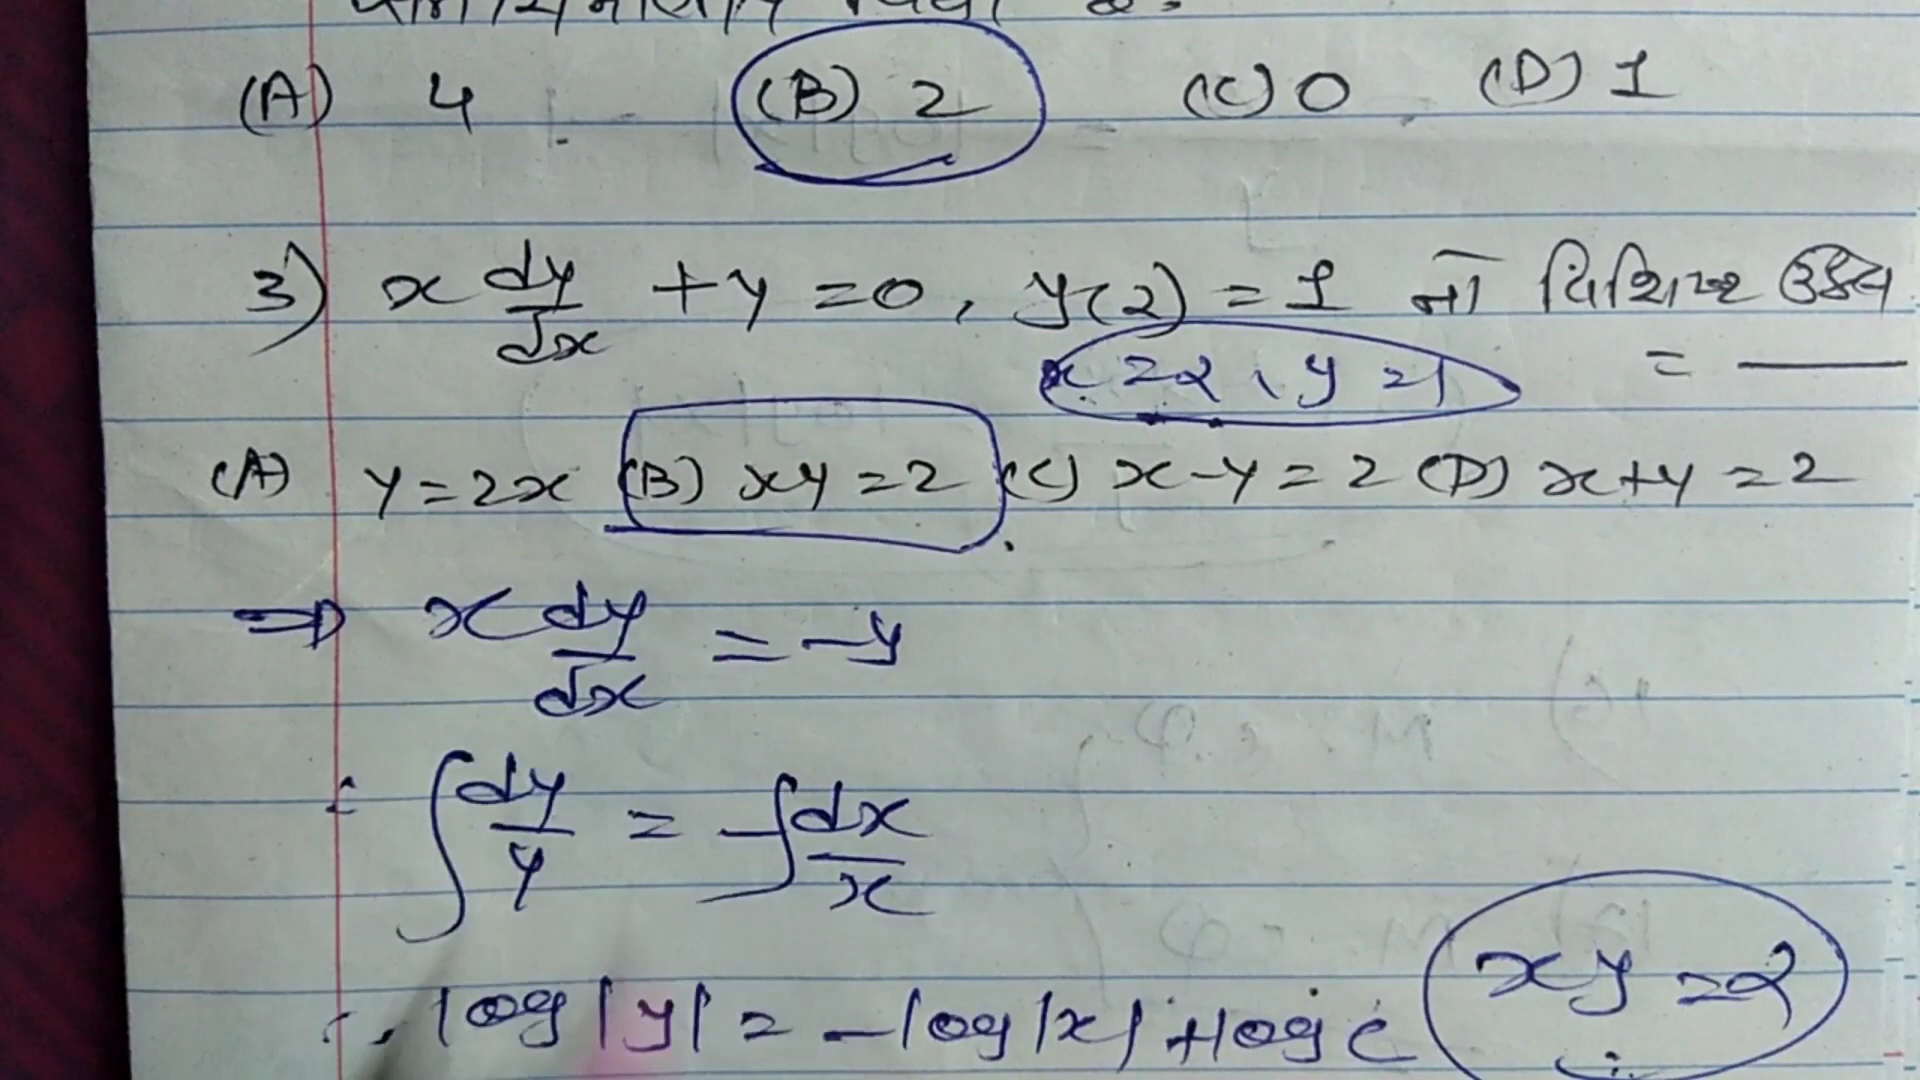 (A) 4 (B) 2 (C) 0 (D) 1
3) x dy/dx + y = 0, y(2) = 1 નો વિશિષ્ટ ઉકેલ
= ——
x = 2, y = 1
(A) y = 2x (B) xy = 2 (C) x - y = 2 (D) x + y = 2
⇒ x dy/dx = -y
∴ ∫ dy/y = -∫ dx/x
∴ log|y| = -log|x| + log c
xy = 2